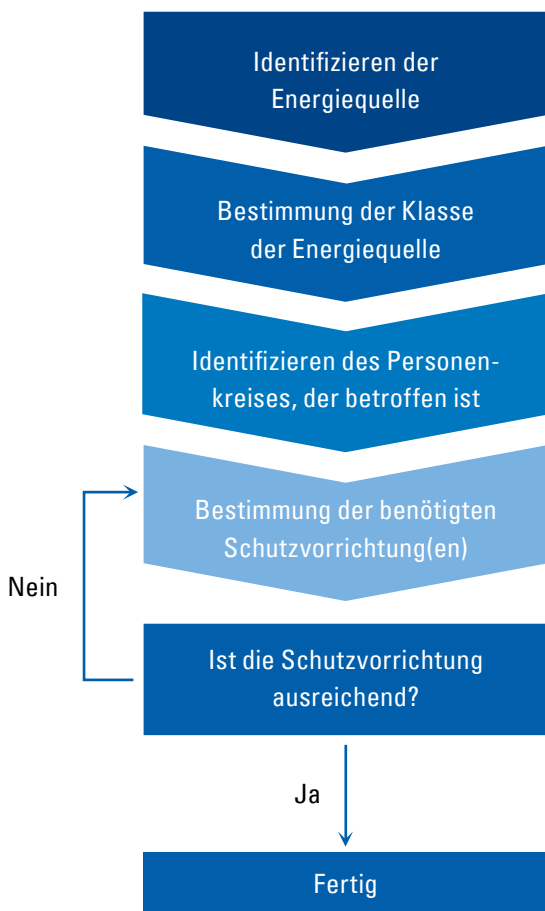 Identifizieren der
Energiequelle
Bestimmung der Klasse
der Energiequelle
Identifizieren des Personen-
kreises, der betroffen ist
Bestimmung der benötigten
Schutzvorrichtung(en)
Nein
Ist die Schutzvorrichtung
ausreichend?
Ja
Fertig